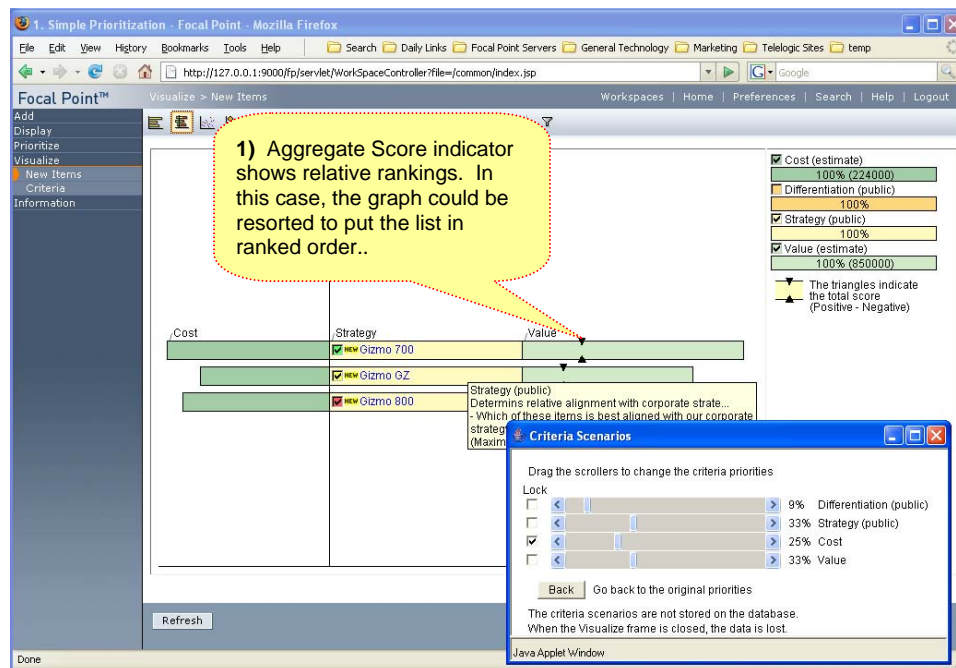 1. Simple Prioritization - Focal Point - Mozilla Firefox
File Edit View History Bookmarks Tools Help
Search Daily Links Focal Point Servers General Technology Marketing Telelogic Sites temp
http://127.0.0.1:9000/fp/servlet/WorkSpaceController?file=/common/index.jsp
Google
Focal Point™
Visualize > New Items
Workspaces | Home | Preferences | Search | Help | Logout
Add
Display
Prioritize
Visualize
New Items
Criteria
Information
1) Aggregate Score indicator
shows relative rankings. In
this case, the graph could be
resorted to put the list in
ranked order..
Cost (estimate)
100% (224000)
Differentiation (public)
100%
Strategy (public)
100%
Value (estimate)
100% (850000)
The triangles indicate
the total score
(Positive - Negative)
Cost Strategy Value
NEW Gizmo 700
NEW Gizmo GZ
NEW Gizmo 800
Strategy (public)
Determins relative alignment with corporate strate...
- Which of these items is best aligned with our corporate
strategy
(Maxim
Criteria Scenarios
Drag the scrollers to change the criteria priorities
Lock
9% Differentiation (public)
33% Strategy (public)
25% Cost
33% Value
Back Go back to the original priorities
The criteria scenarios are not stored on the database.
When the Visualize frame is closed, the data is lost.
Java Applet Window
Refresh
Done